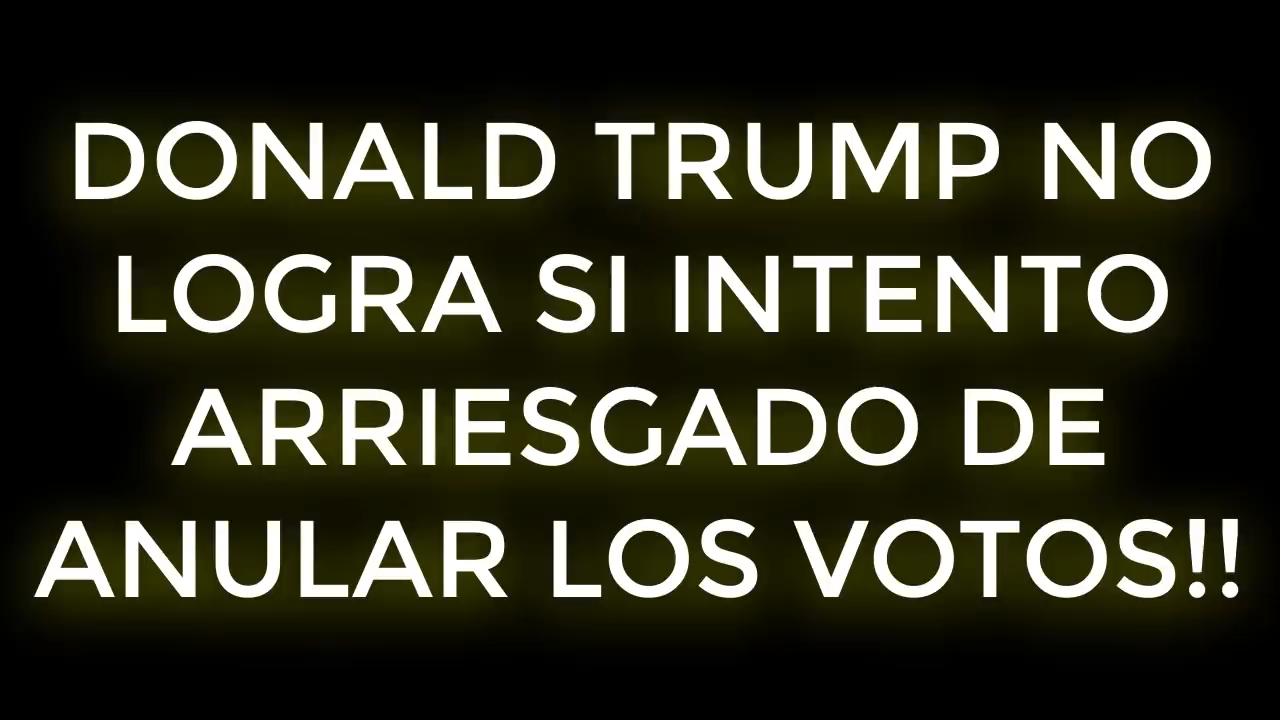 DONALD TRUMP NO
LOGRA SI INTENTO
ARRIESGADO DE
ANULAR LOS VOTOS!!